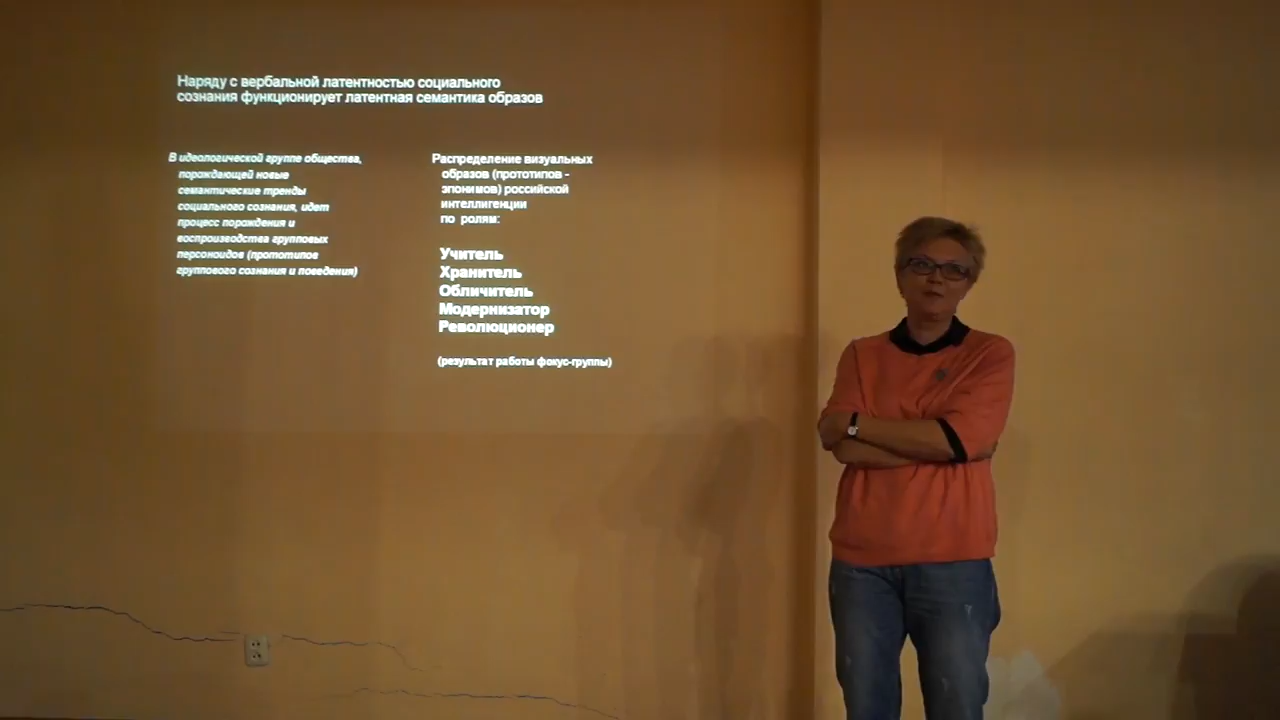 Наряду с вербальной латентностью социального
сознания функционирует латентная семантика образов
В идеологической группе общества,
порождающей новые
семантические тренды
социального сознания, идет
процесс порождения и
воспроизводства групповых
персоноидов (прототипов
группового сознания и поведения)
Распределение визуальных
образов (прототипов -
эпонимов) российской
интеллигенции
по ролям:
Учитель
Хранитель
Обличитель
Модернизатор
Революционер
(результат работы фокус-группы)